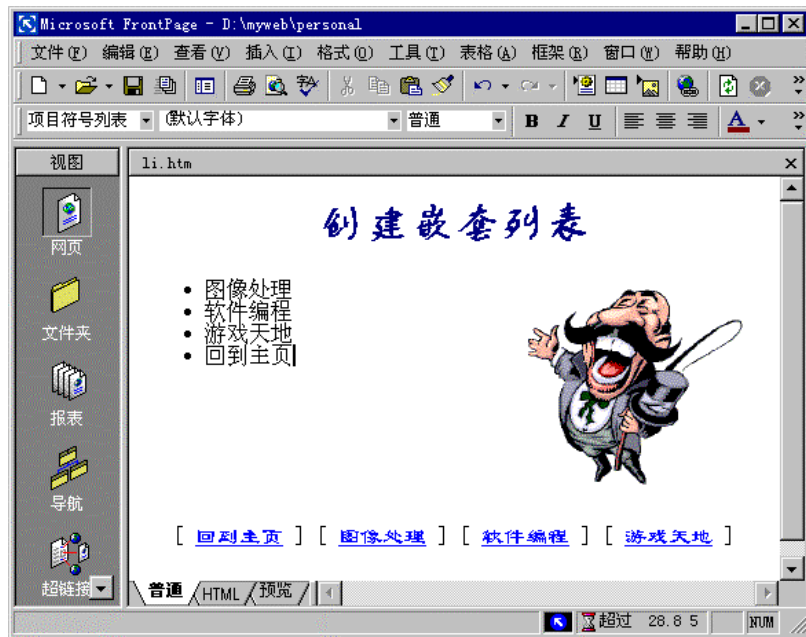 Microsoft FrontPage - D:\myweb\personal
文件(F) 编辑(E) 查看(V) 插入(I) 格式(O) 工具(T) 表格(A) 框架(R) 窗口(W) 帮助(H)
项目符号列表 (默认字体) 普通 B I U A
视图 li.htm
创建嵌套列表
网页
• 图像处理
• 软件编程
• 游戏天地
• 回到主页
文件夹
报表
导航
[ 回到主页 ] [ 图像处理 ] [ 软件编程 ] [ 游戏天地 ]
超链接
普通 HTML 预览
超过 28.8 5 NUM